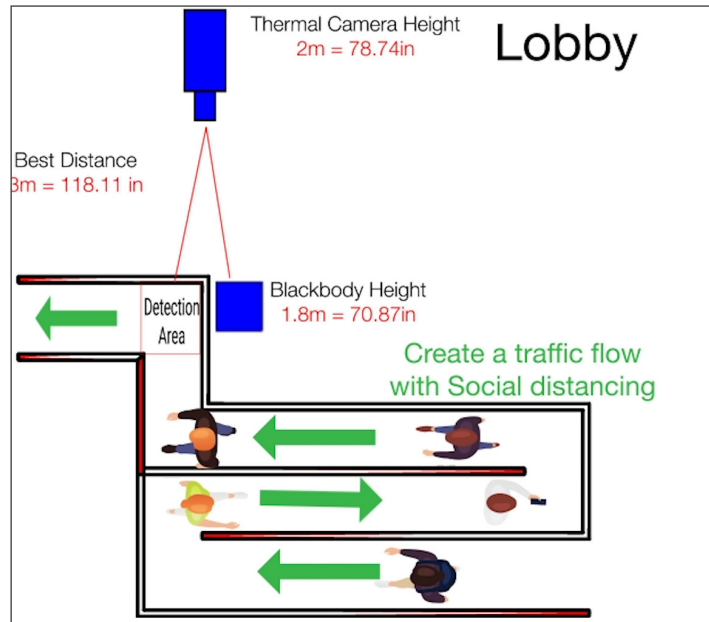 Thermal Camera Height
2m = 78.74in
Lobby
Best Distance
3m = 118.11 in
Detection
Area
Blackbody Height
1.8m = 70.87in
Create a traffic flow
with Social distancing